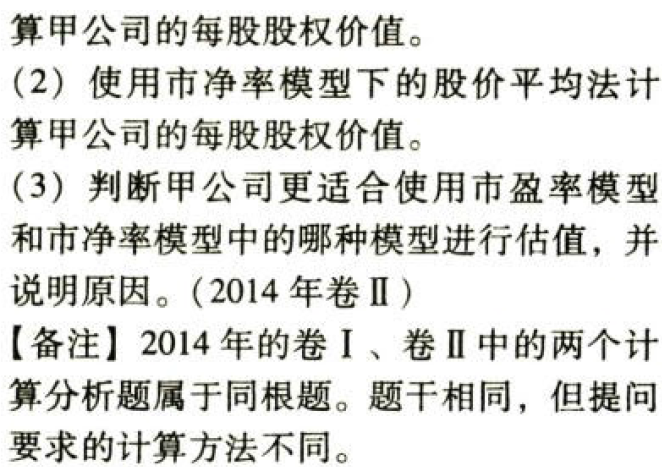 算甲公司的每股股权价值。
(2) 使用市净率模型下的股价平均法计
算甲公司的每股股权价值。
(3) 判断甲公司更适合使用市盈率模型
和市净率模型中的哪种模型进行估值，并
说明原因。(2014 年卷Ⅱ)
【备注】2014 年的卷Ⅰ、卷Ⅱ中的两个计
算分析题属于同根题。题干相同，但提问
要求的计算方法不同。